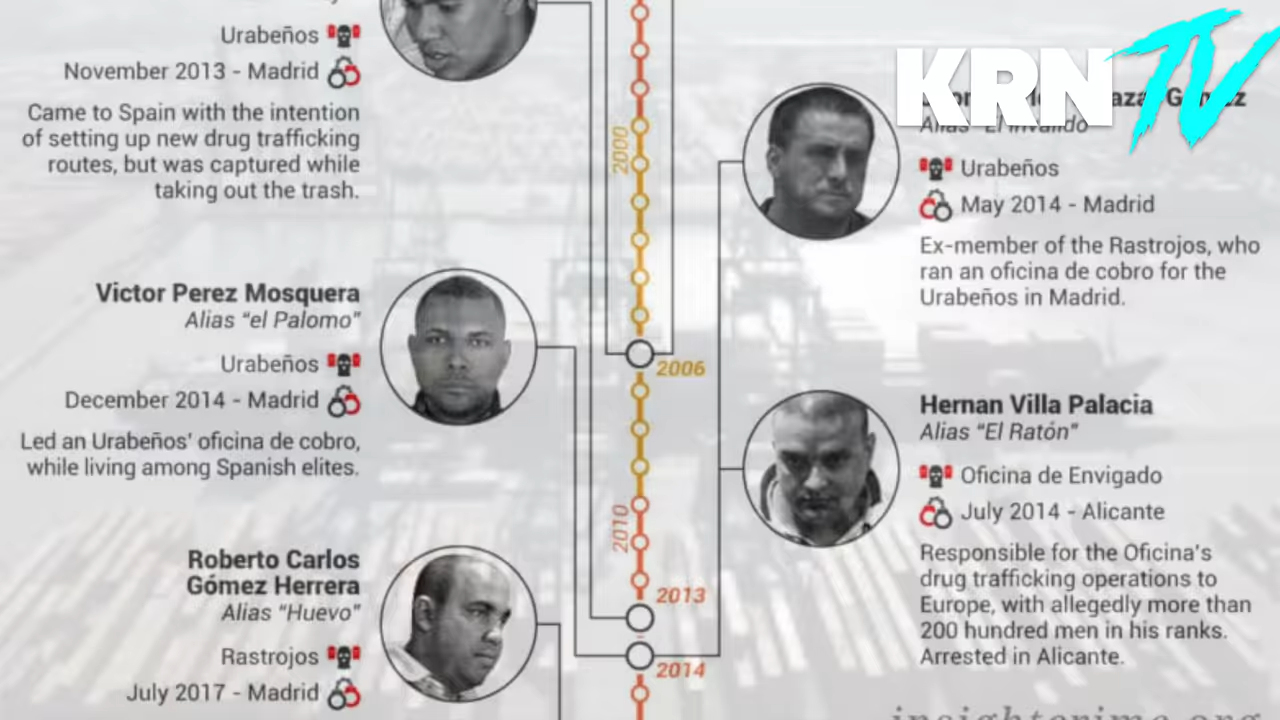 Urabeños
November 2013 - Madrid
Came to Spain with the intention
of setting up new drug trafficking
routes, but was captured while
taking out the trash.
Victor Perez Mosquera
Alias “el Palomo”
Urabeños
December 2014 - Madrid
Led an Urabeños’ oficina de cobro,
while living among Spanish elites.
Roberto Carlos
Gómez Herrera
Alias “Huevo”
Rastrojos
July 2017 - Madrid
2000
2006
2010
2013
2014
KRN TV
Alias “El Inválido”
Urabeños
May 2014 - Madrid
Ex-member of the Rastrojos, who
ran an oficina de cobro for the
Urabeños in Madrid.
Hernan Villa Palacia
Alias “El Ratón”
Oficina de Envigado
July 2014 - Alicante
Responsible for the Oficina’s
drug trafficking operations to
Europe, with allegedly more than
200 hundred men in his ranks.
Arrested in Alicante.
insightcrime.org